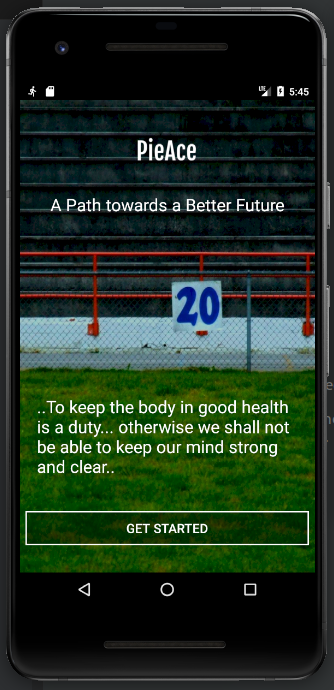 LTE 5:45
PieAce
A Path towards a Better Future
20
..To keep the body in good health
is a duty... otherwise we shall not
be able to keep our mind strong
and clear..
GET STARTED